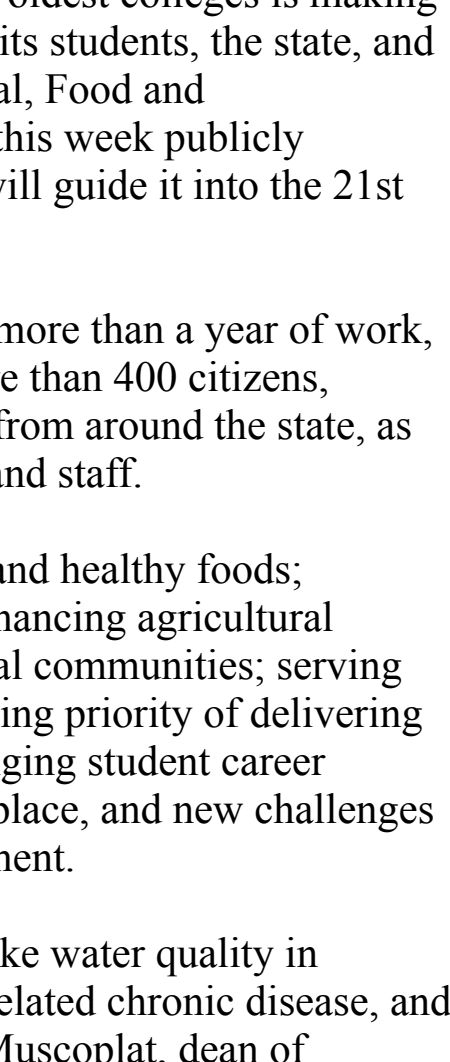 oldest colleges is making
its students, the state, and
al, Food and
this week publicly
will guide it into the 21st
more than a year of work,
e than 400 citizens,
from around the state, as
and staff.
and healthy foods;
hancing agricultural
al communities; serving
ing priority of delivering
ging student career
place, and new challenges
ment.
ke water quality in
elated chronic disease, and
Muscoplat, dean of